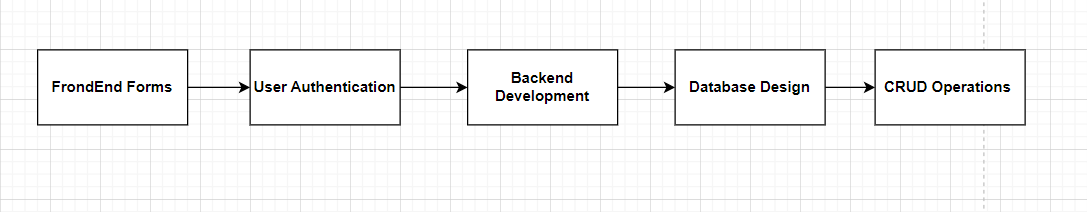 FrondEnd Forms
User Authentication
Backend
Development
Database Design
CRUD Operations